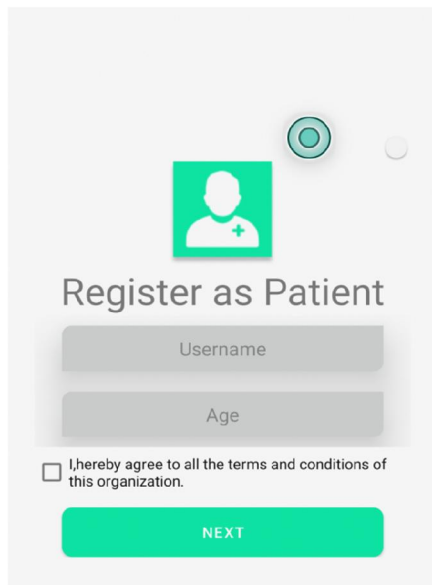 Register as Patient
Username
Age
I,hereby agree to all the terms and conditions of
this organization.
NEXT